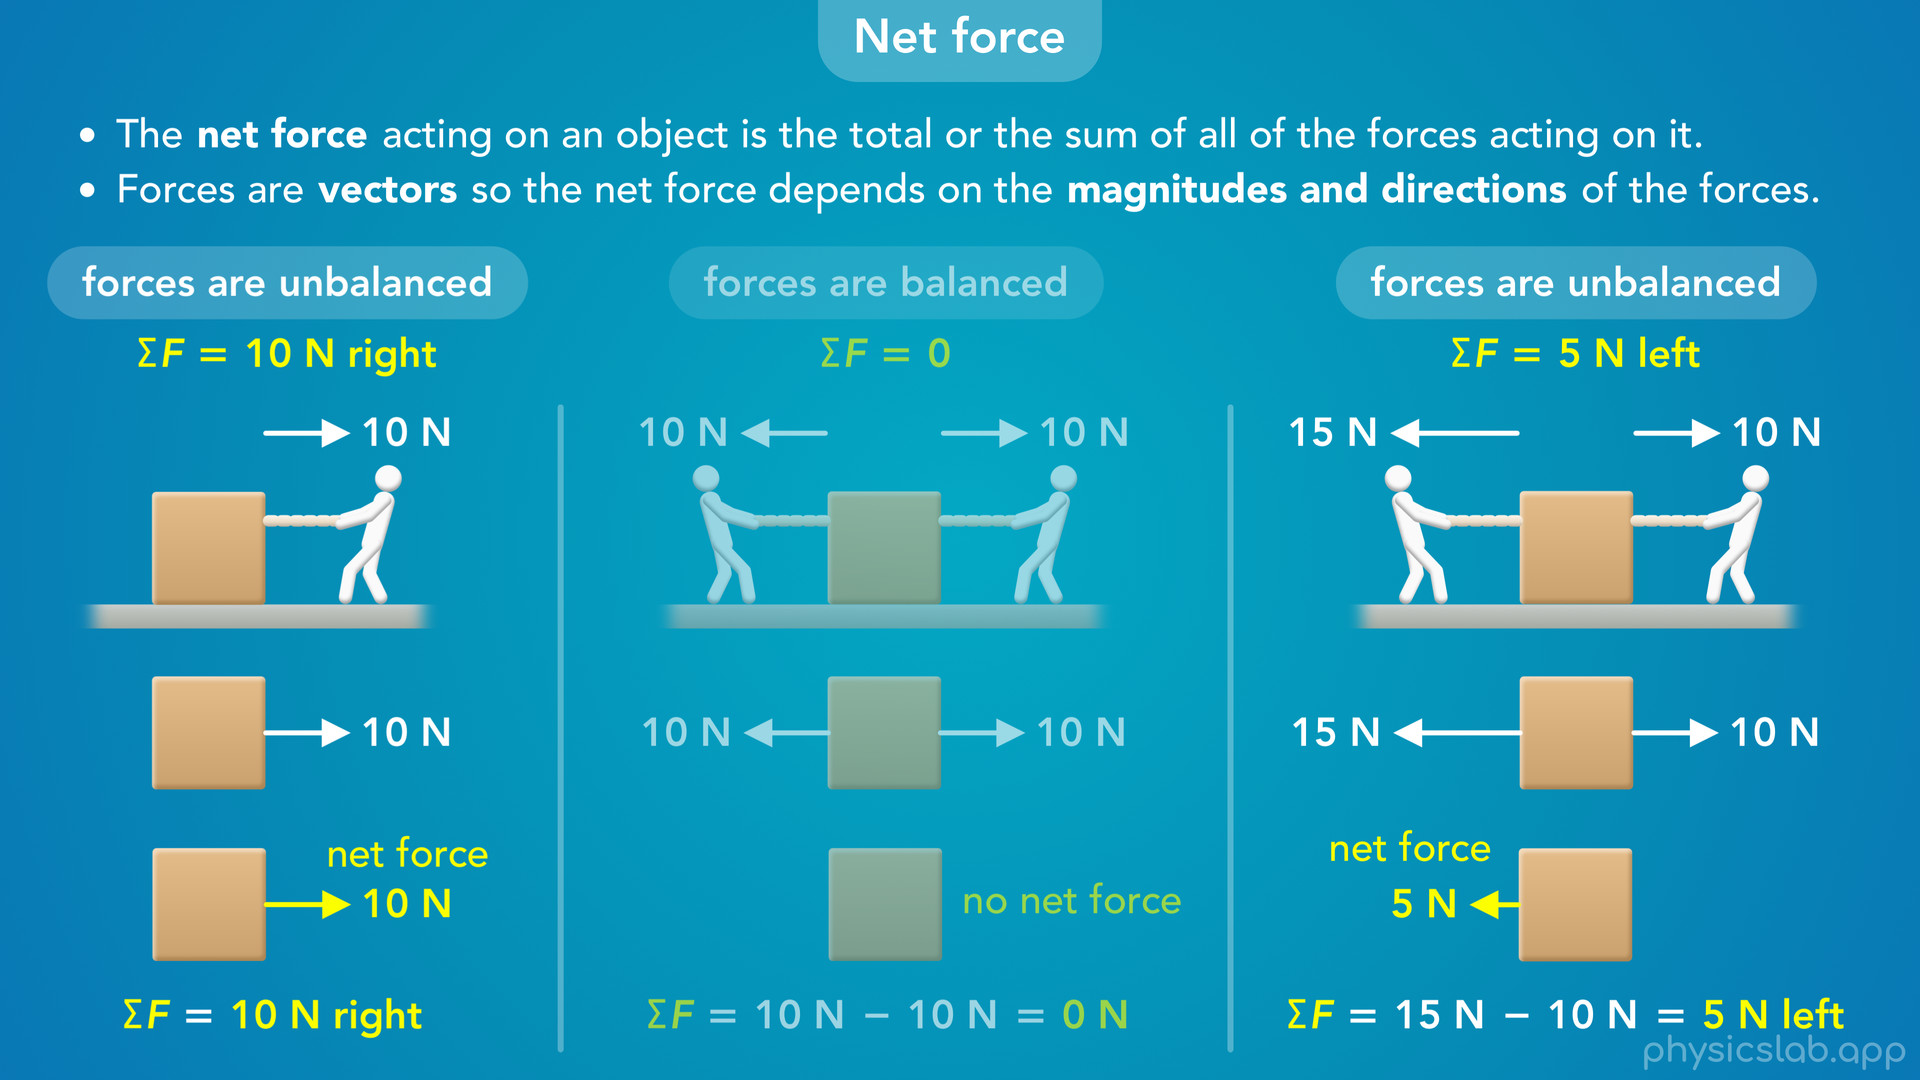 Net force
• The net force acting on an object is the total or the sum of all of the forces acting on it.
• Forces are vectors so the net force depends on the magnitudes and directions of the forces.
forces are unbalanced
ΣF = 10 N right
10 N
10 N
net force
10 N
ΣF = 10 N right
forces are balanced
ΣF = 0
10 N 10 N
10 N 10 N
no net force
ΣF = 10 N − 10 N = 0 N
forces are unbalanced
ΣF = 5 N left
15 N 10 N
15 N 10 N
net force
5 N
ΣF = 15 N − 10 N = 5 N left
physicslab.app